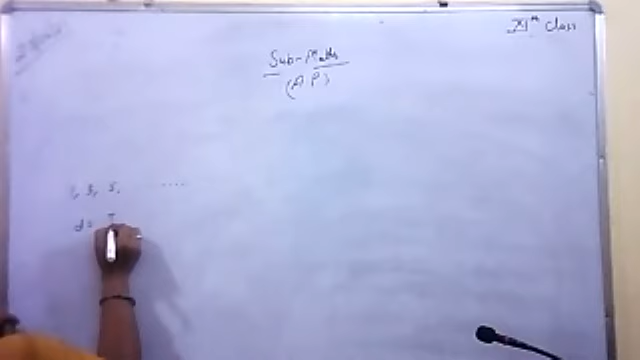 XIth Class
Sub-Maths
(A P)
1, 3, 5, ......
d =